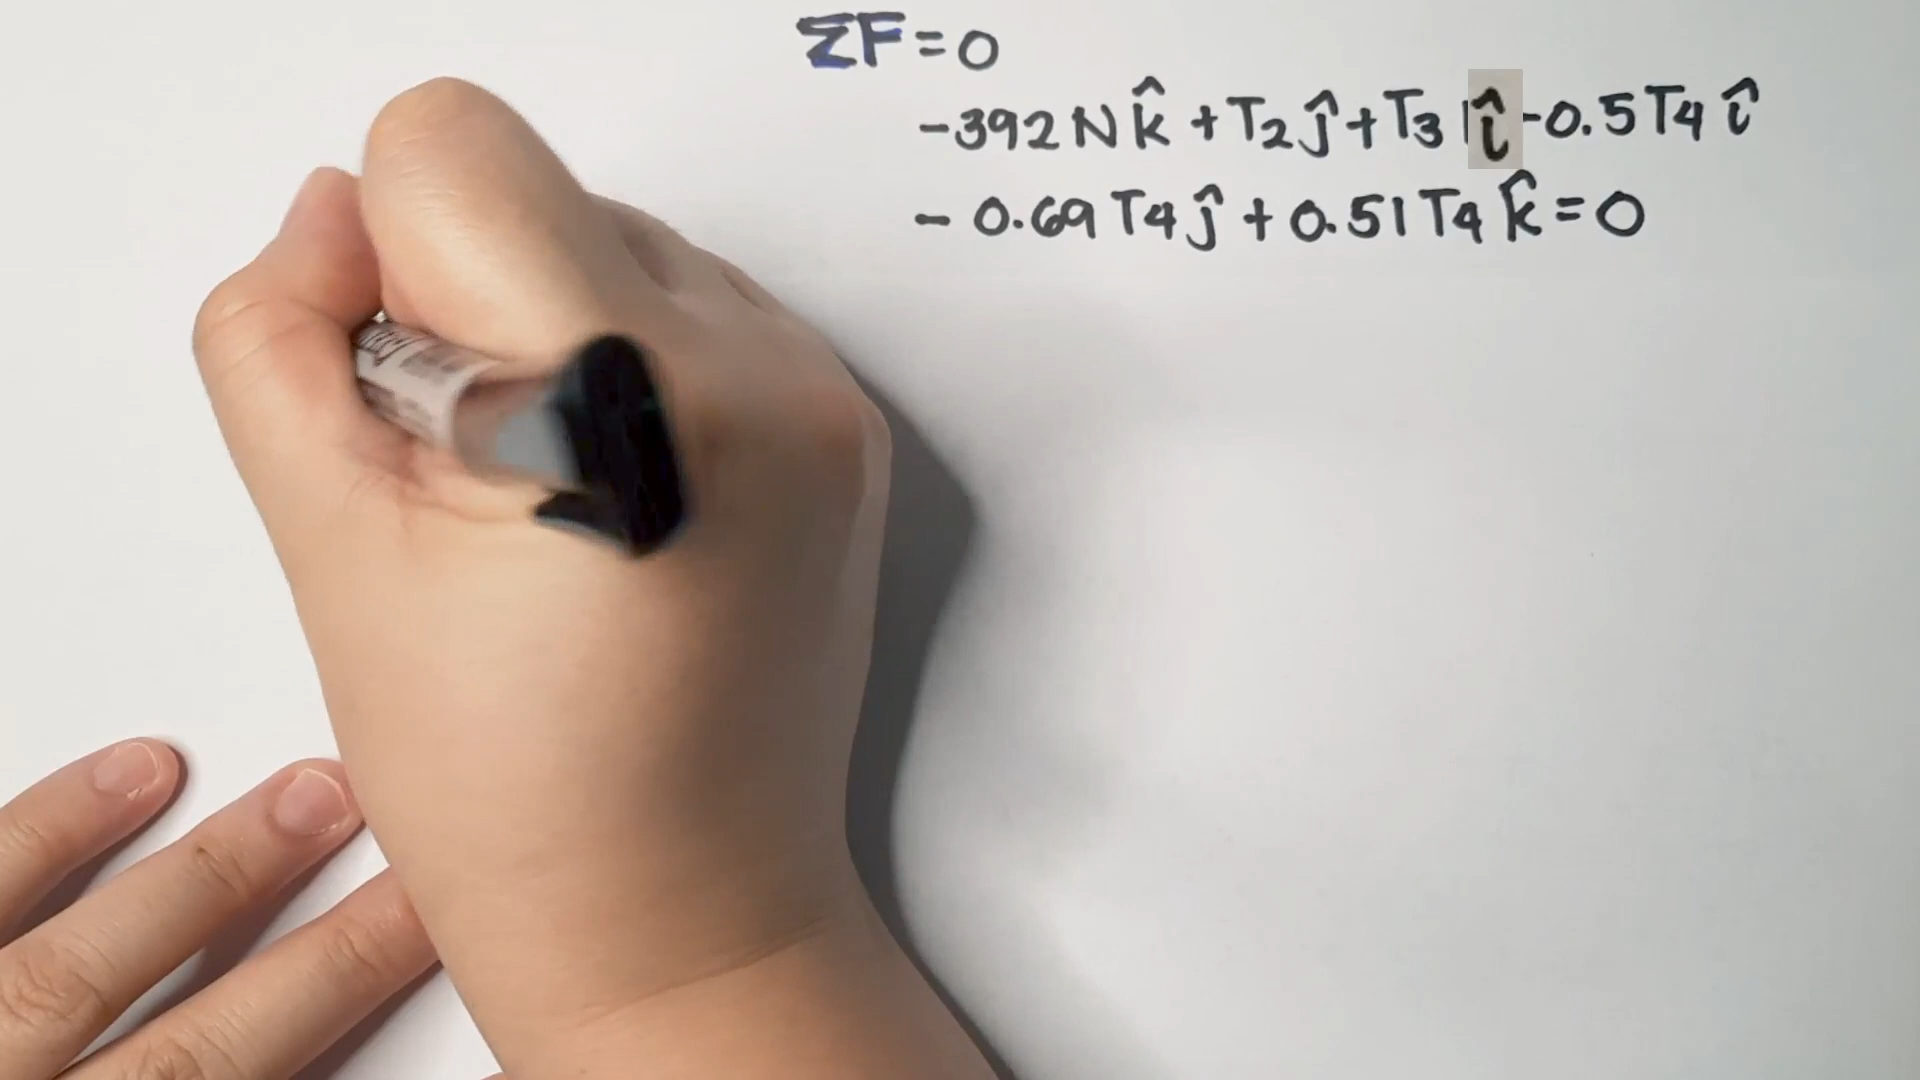 ΣF=0
-392 N k̂ + T2 ĵ + T3 î -0.5 T4 î
- 0.69 T4 ĵ + 0.51 T4 k̂ = 0